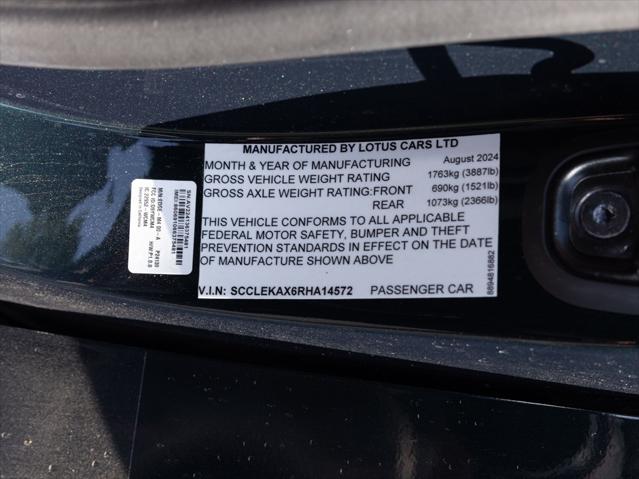 MANUFACTURED BY LOTUS CARS LTD
MONTH & YEAR OF MANUFACTURING August 2024
GROSS VEHICLE WEIGHT RATING 1763kg (3887lb)
GROSS AXLE WEIGHT RATING:FRONT 690kg (1521lb)
REAR 1073kg (2366lb)
THIS VEHICLE CONFORMS TO ALL APPLICABLE
FEDERAL MOTOR SAFETY, BUMPER AND THEFT
PREVENTION STANDARDS IN EFFECT ON THE DATE
OF MANUFACTURE SHOWN ABOVE
V.I.N: SCCLEKAX6RHA14572 PASSENGER CAR
8894816882